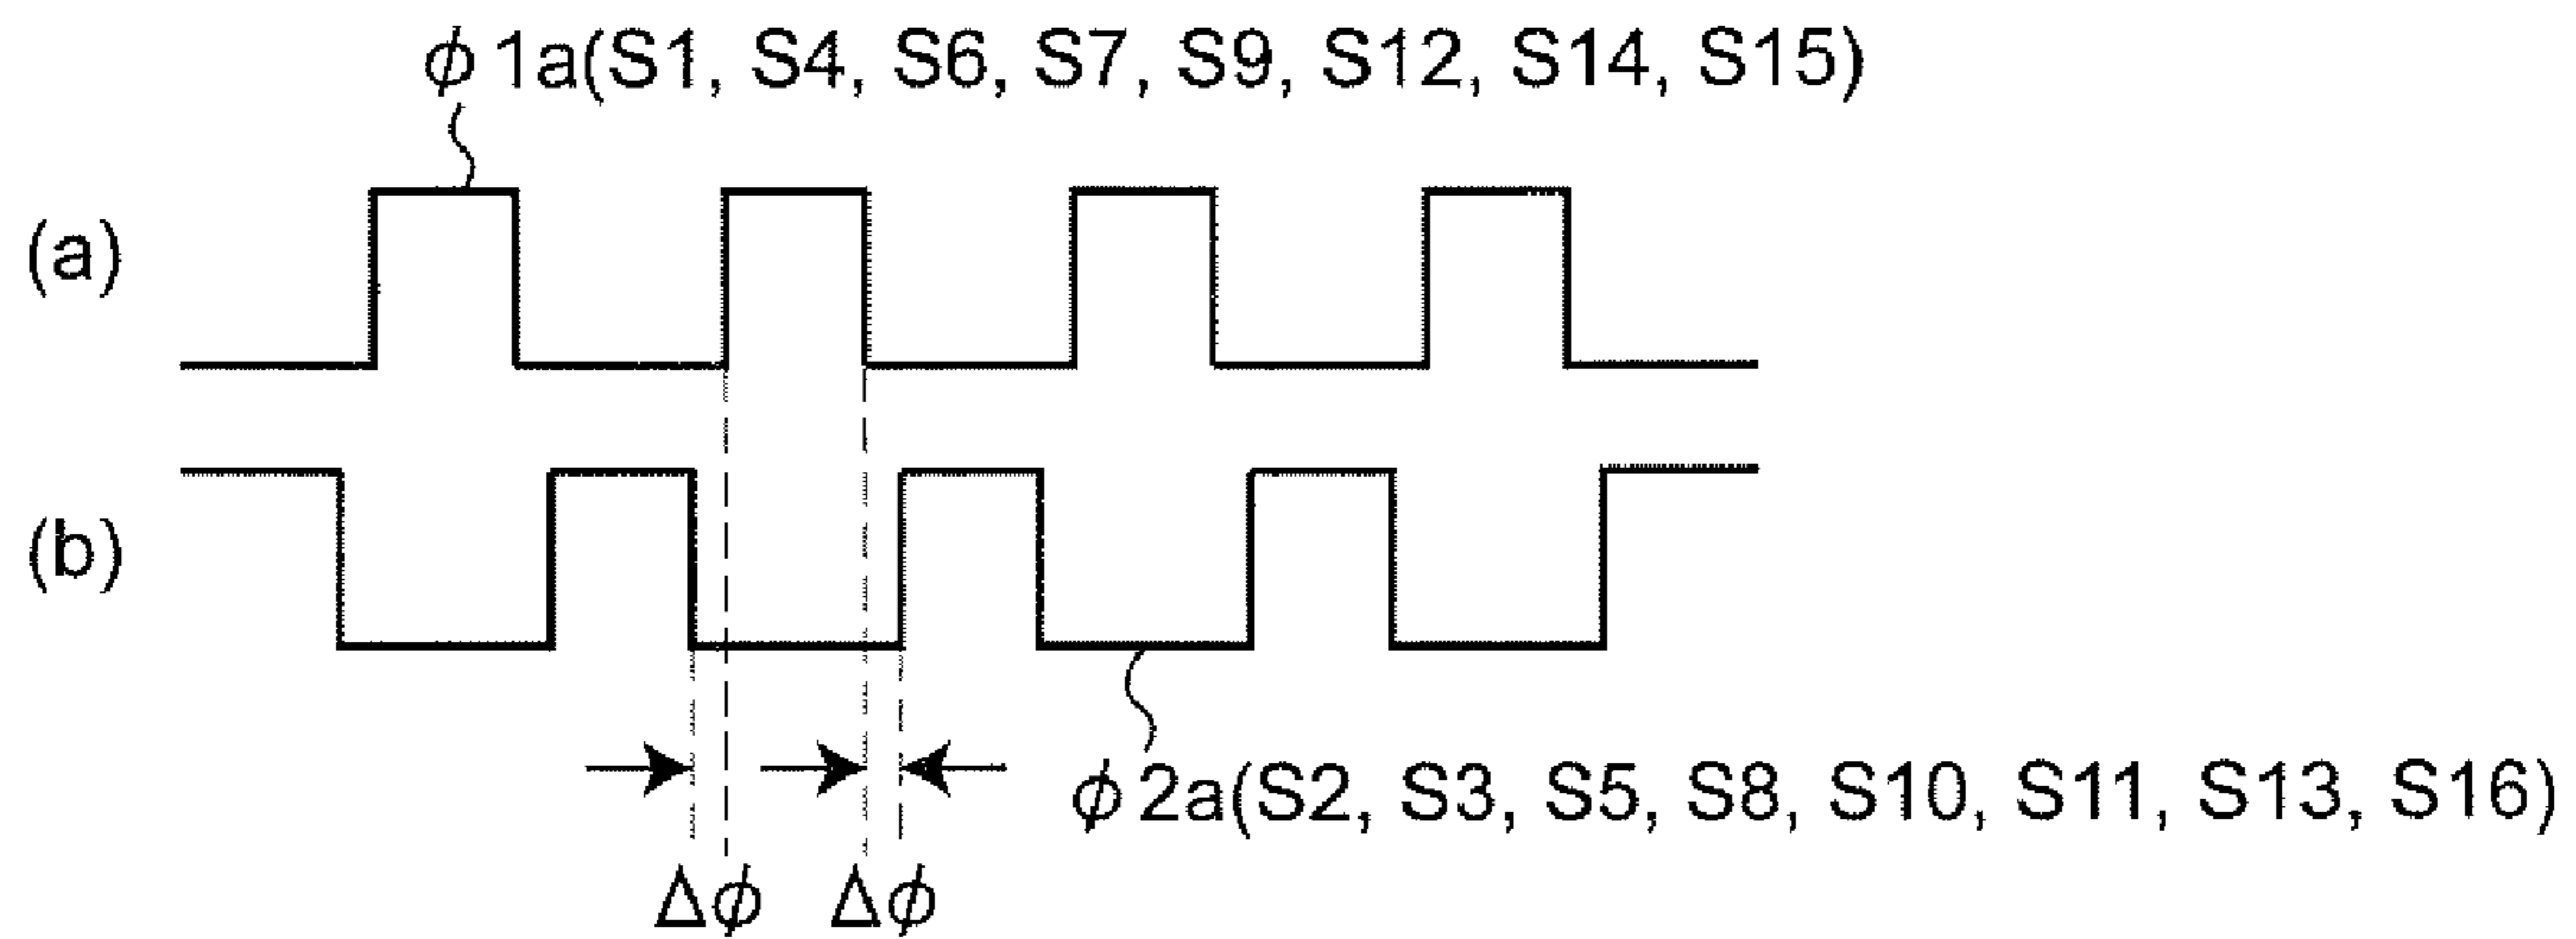 ϕ1a(S1, S4, S6, S7, S9, S12, S14, S15)
(a)
(b)
ϕ2a(S2, S3, S5, S8, S10, S11, S13, S16)
Δϕ Δϕ